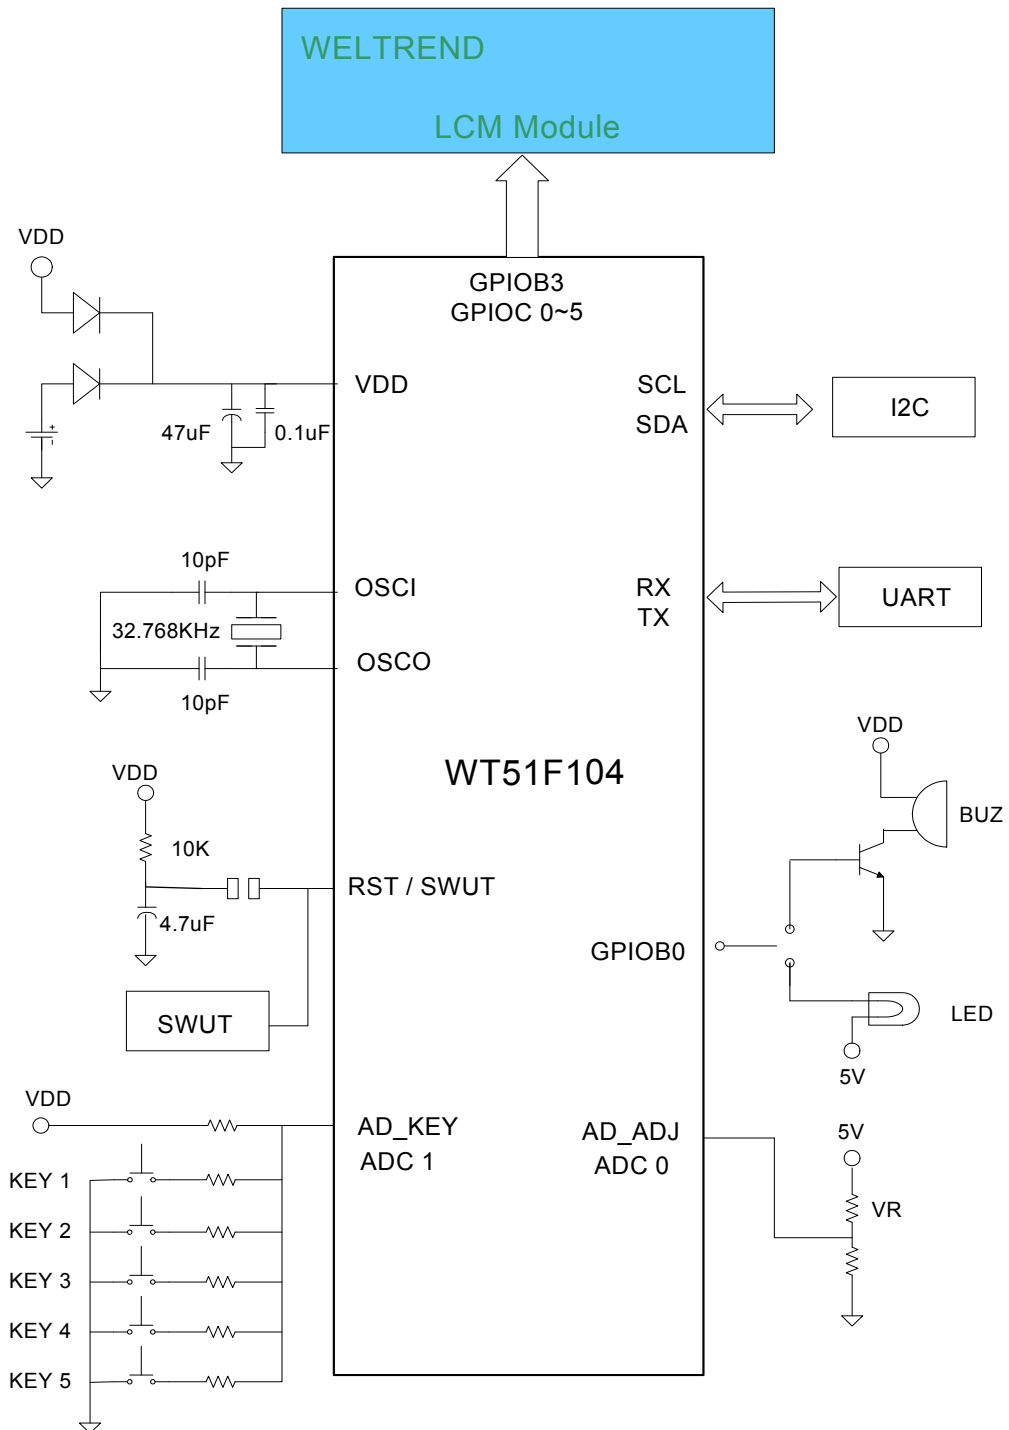 WELTREND
LCM Module
VDD
GPIOB3
GPIOC 0~5
VDD
SCL
SDA
I2C
47uF
0.1uF
+
-
10pF
OSCI
32.768KHz
OSCO
10pF
RX
TX
UART
WT51F104
VDD
BUZ
VDD
10K
RST / SWUT
4.7uF
GPIOB0
SWUT
LED
5V
VDD
AD_KEY
ADC 1
AD_ADJ
ADC 0
5V
VR
KEY 1
KEY 2
KEY 3
KEY 4
KEY 5